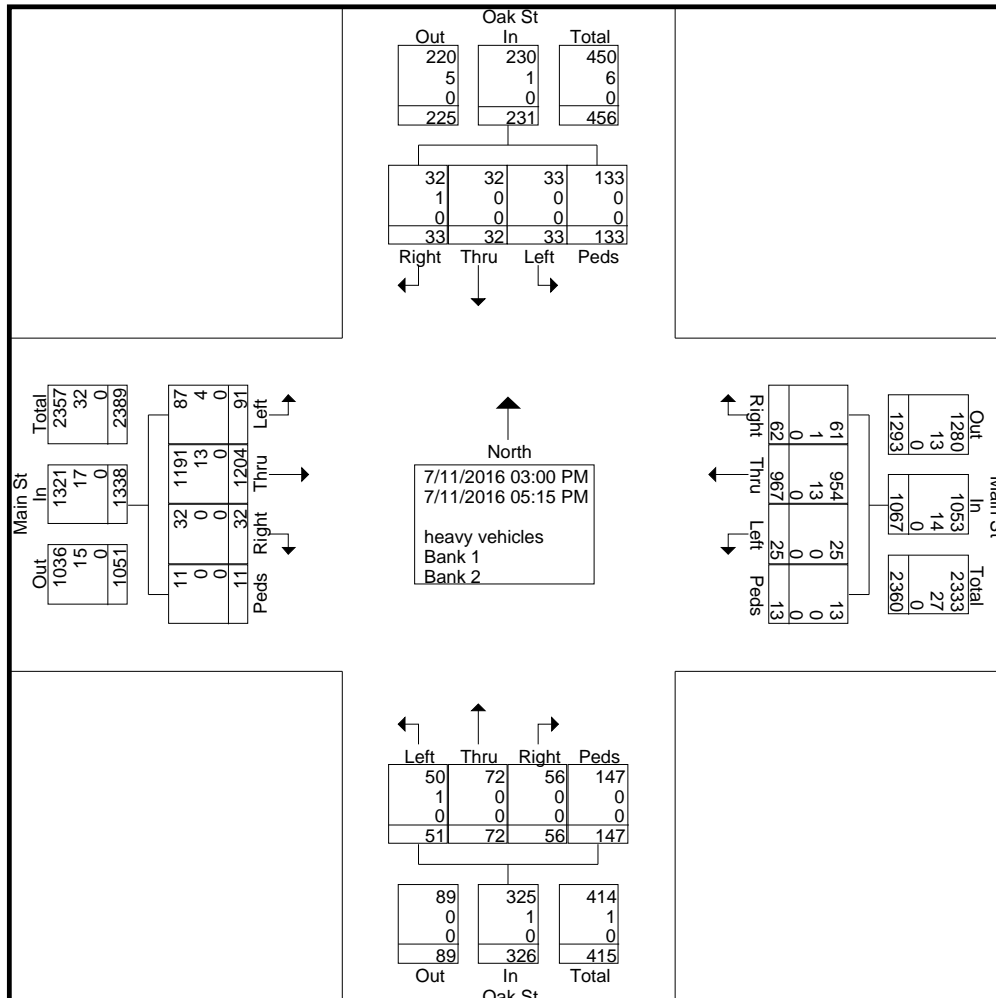 Oak St
Out In Total
220 230 450
5 1 6
0 0 0
225 231 456
32 32 33 133
1 0 0 0
0 0 0 0
33 32 33 133
Right Thru Left Peds
Main St
Total In Out
2357 1321 1036
32 17 15
0 0 0
2389 1338 1051
87 1191 32 11
4 13 0 0
0 0 0 0
91 1204 32 11
Left Thru Right Peds
North
7/11/2016 03:00 PM
7/11/2016 05:15 PM
heavy vehicles
Bank 1
Bank 2
Main St
Out In Total
1280 1053 2333
13 14 27
0 0 0
1293 1067 2360
61 954 25 13
1 13 0 0
0 0 0 0
62 967 25 13
Right Thru Left Peds
Left Thru Right Peds
50 72 56 147
1 0 0 0
0 0 0 0
51 72 56 147
89 325 414
0 1 1
0 0 0
89 326 415
Out In Total
Oak St